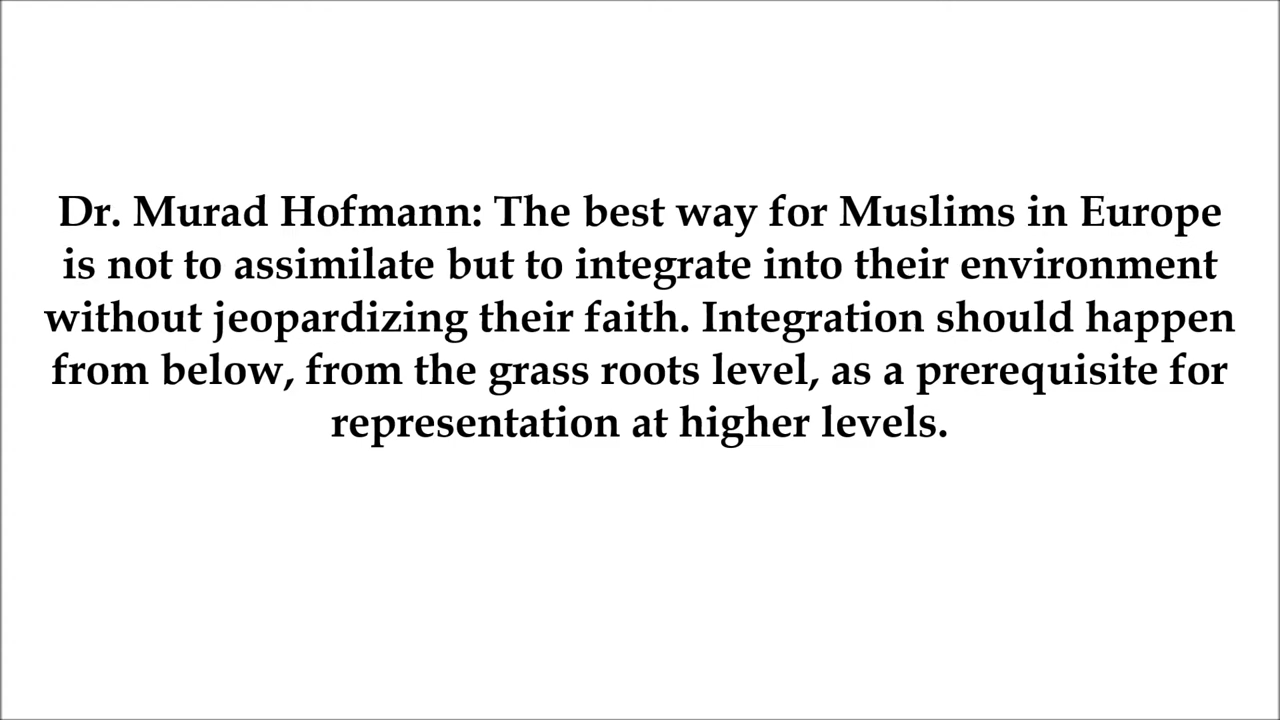 Dr. Murad Hofmann: The best way for Muslims in Europe
is not to assimilate but to integrate into their environment
without jeopardizing their faith. Integration should happen
from below, from the grass roots level, as a prerequisite for
representation at higher levels.